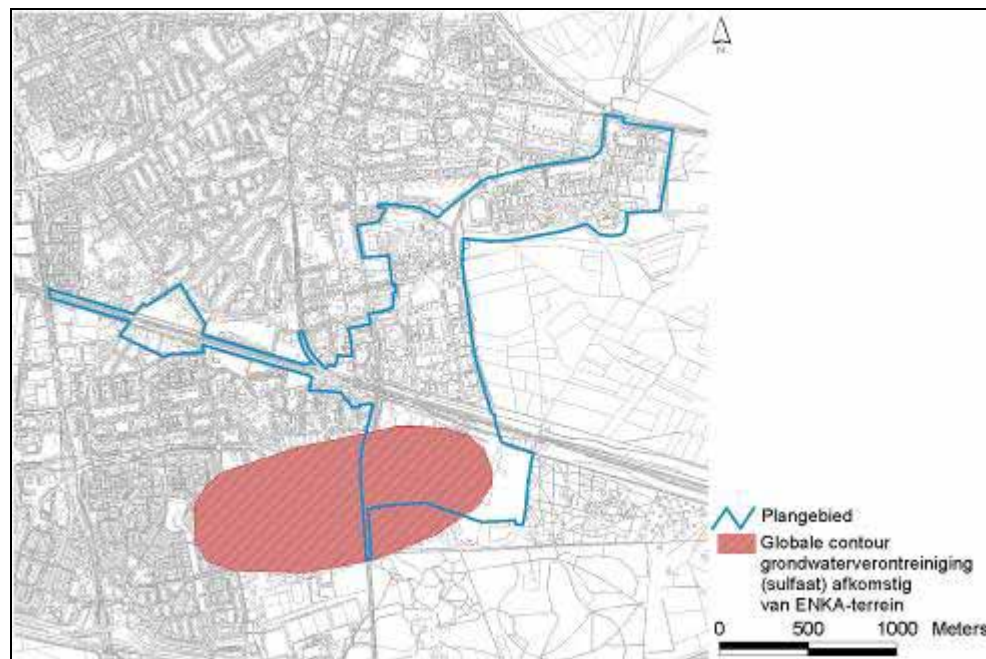 N
Plangebied
Globale contour
grondwaterverontreiniging
(sulfaat) afkomstig
van ENKA-terrein
0 500 1000 Meters